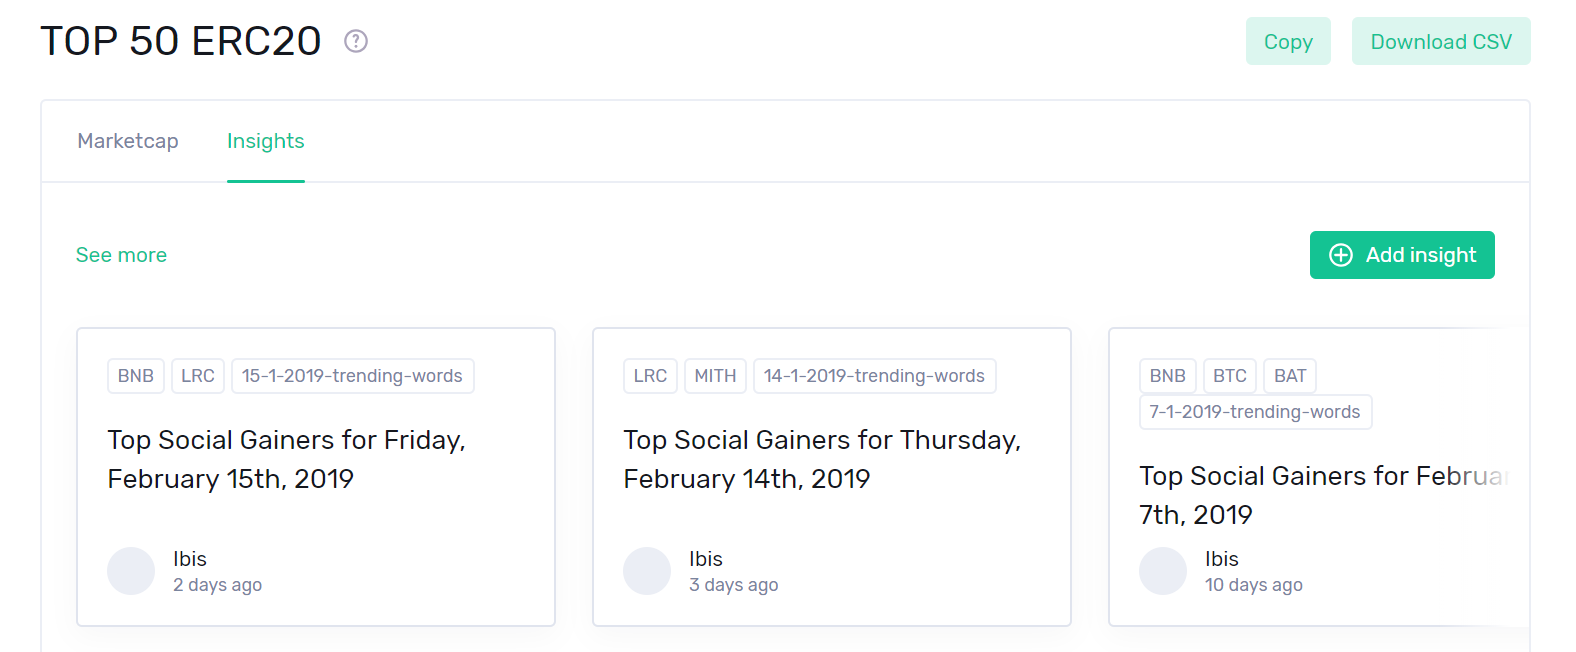 TOP 50 ERC20
Copy
Download CSV
Marketcap
Insights
See more
Add insight
BNB
LRC
15-1-2019-trending-words
Top Social Gainers for Friday,
February 15th, 2019
Ibis
2 days ago
LRC
MITH
14-1-2019-trending-words
Top Social Gainers for Thursday,
February 14th, 2019
Ibis
3 days ago
BNB
BTC
BAT
7-1-2019-trending-words
Top Social Gainers for Februar
7th, 2019
Ibis
10 days ago